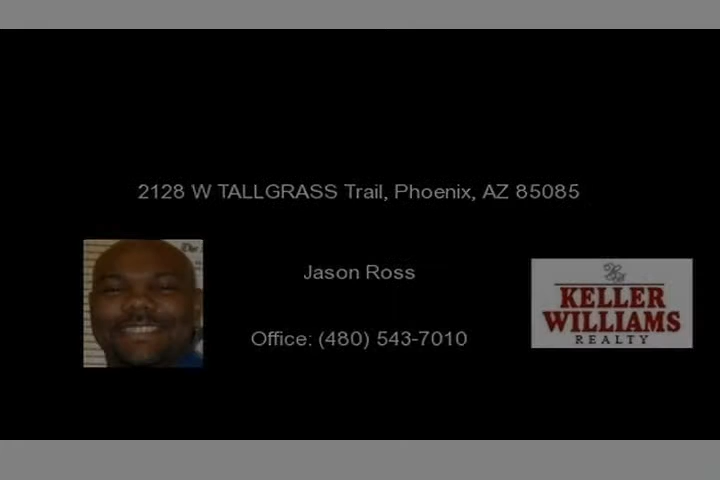 2128 W TALLGRASS Trail, Phoenix, AZ 85085
Jason Ross
Office: (480) 543-7010
KELLER
WILLIAMS
REALTY